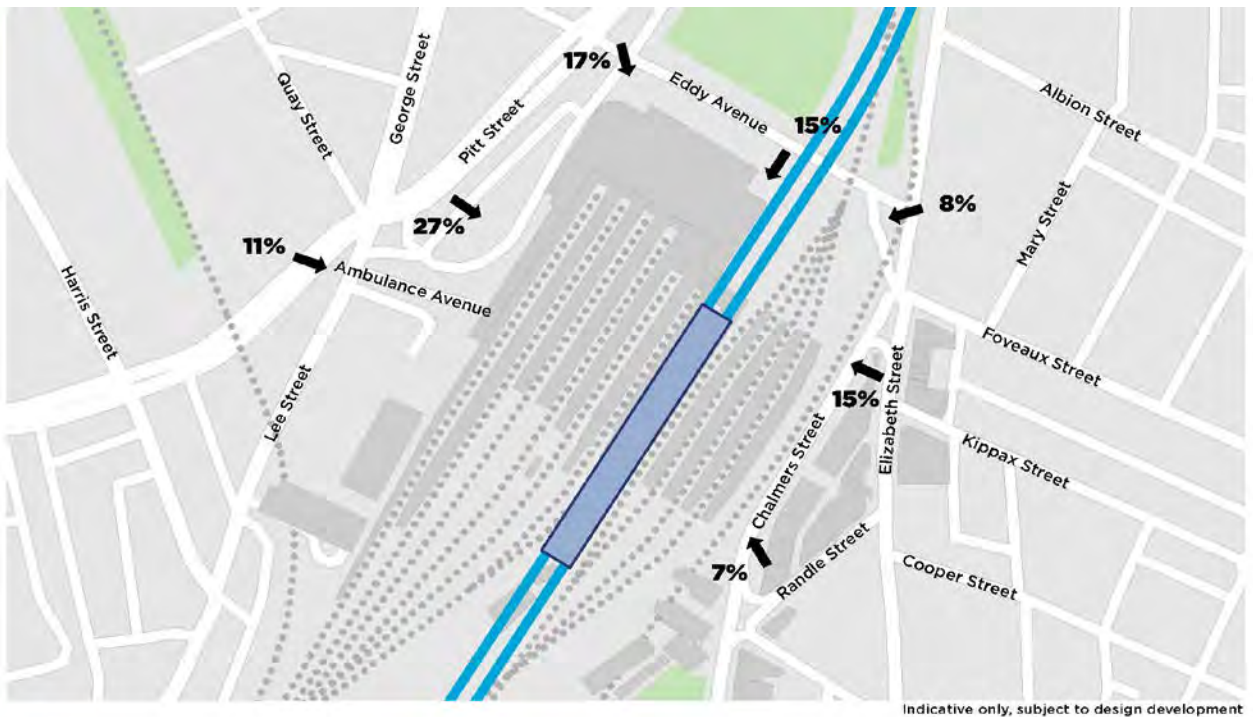 17%
Eddy Avenue
15%
Albion Street
Quay Street
George Street
Pitt Street
Mary Street
27%
8%
11%
Ambulance Avenue
Harris Street
Lee Street
Foveaux Street
15%
Elizabeth Street
Kippax Street
Chalmers Street
7%
Randle Street
Cooper Street
Indicative only, subject to design development